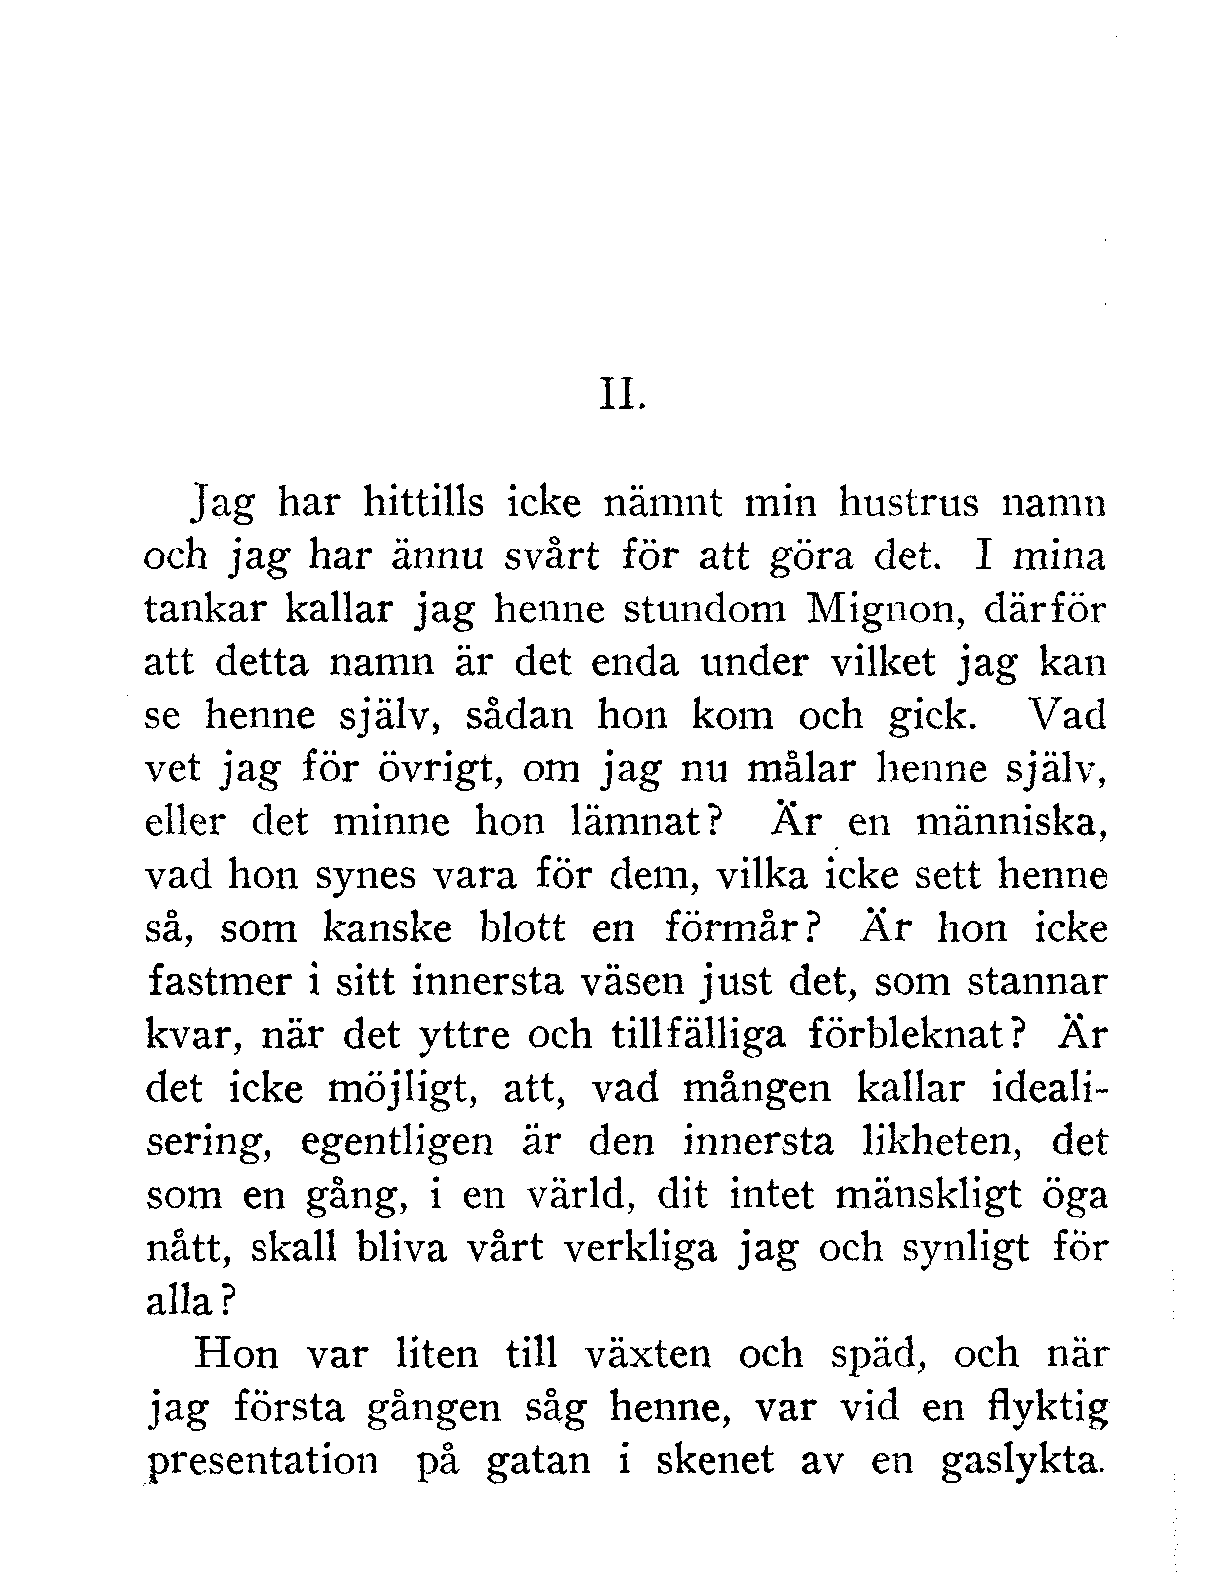 II.
Jag har hittills icke nämnt min hustrus namn
och jag har ännu svårt för att göra det. I mina
tankar kallar jag henne stundom Mignon, därför
att detta namn är det enda under vilket jag kan
se henne själv, sådan hon kom och gick. Vad
vet jag för övrigt, om jag nu målar henne själv,
eller det minne hon lämnat? Är en människa,
vad hon synes vara för dem, vilka icke sett henne
så, som kanske blott en förmår? Är hon icke
fastmer i sitt innersta väsen just det, som stannar
kvar, när det yttre och tillfälliga förbleknat? Är
det icke möjligt, att, vad mången kallar ideali-
sering, egentligen är den innersta likheten, det
som en gång, i en värld, dit intet mänskligt öga
nått, skall bliva vårt verkliga jag och synligt för
alla?
Hon var liten till växten och späd, och när
jag första gången såg henne, var vid en flyktig
presentation på gatan i skenet av en gaslykta.